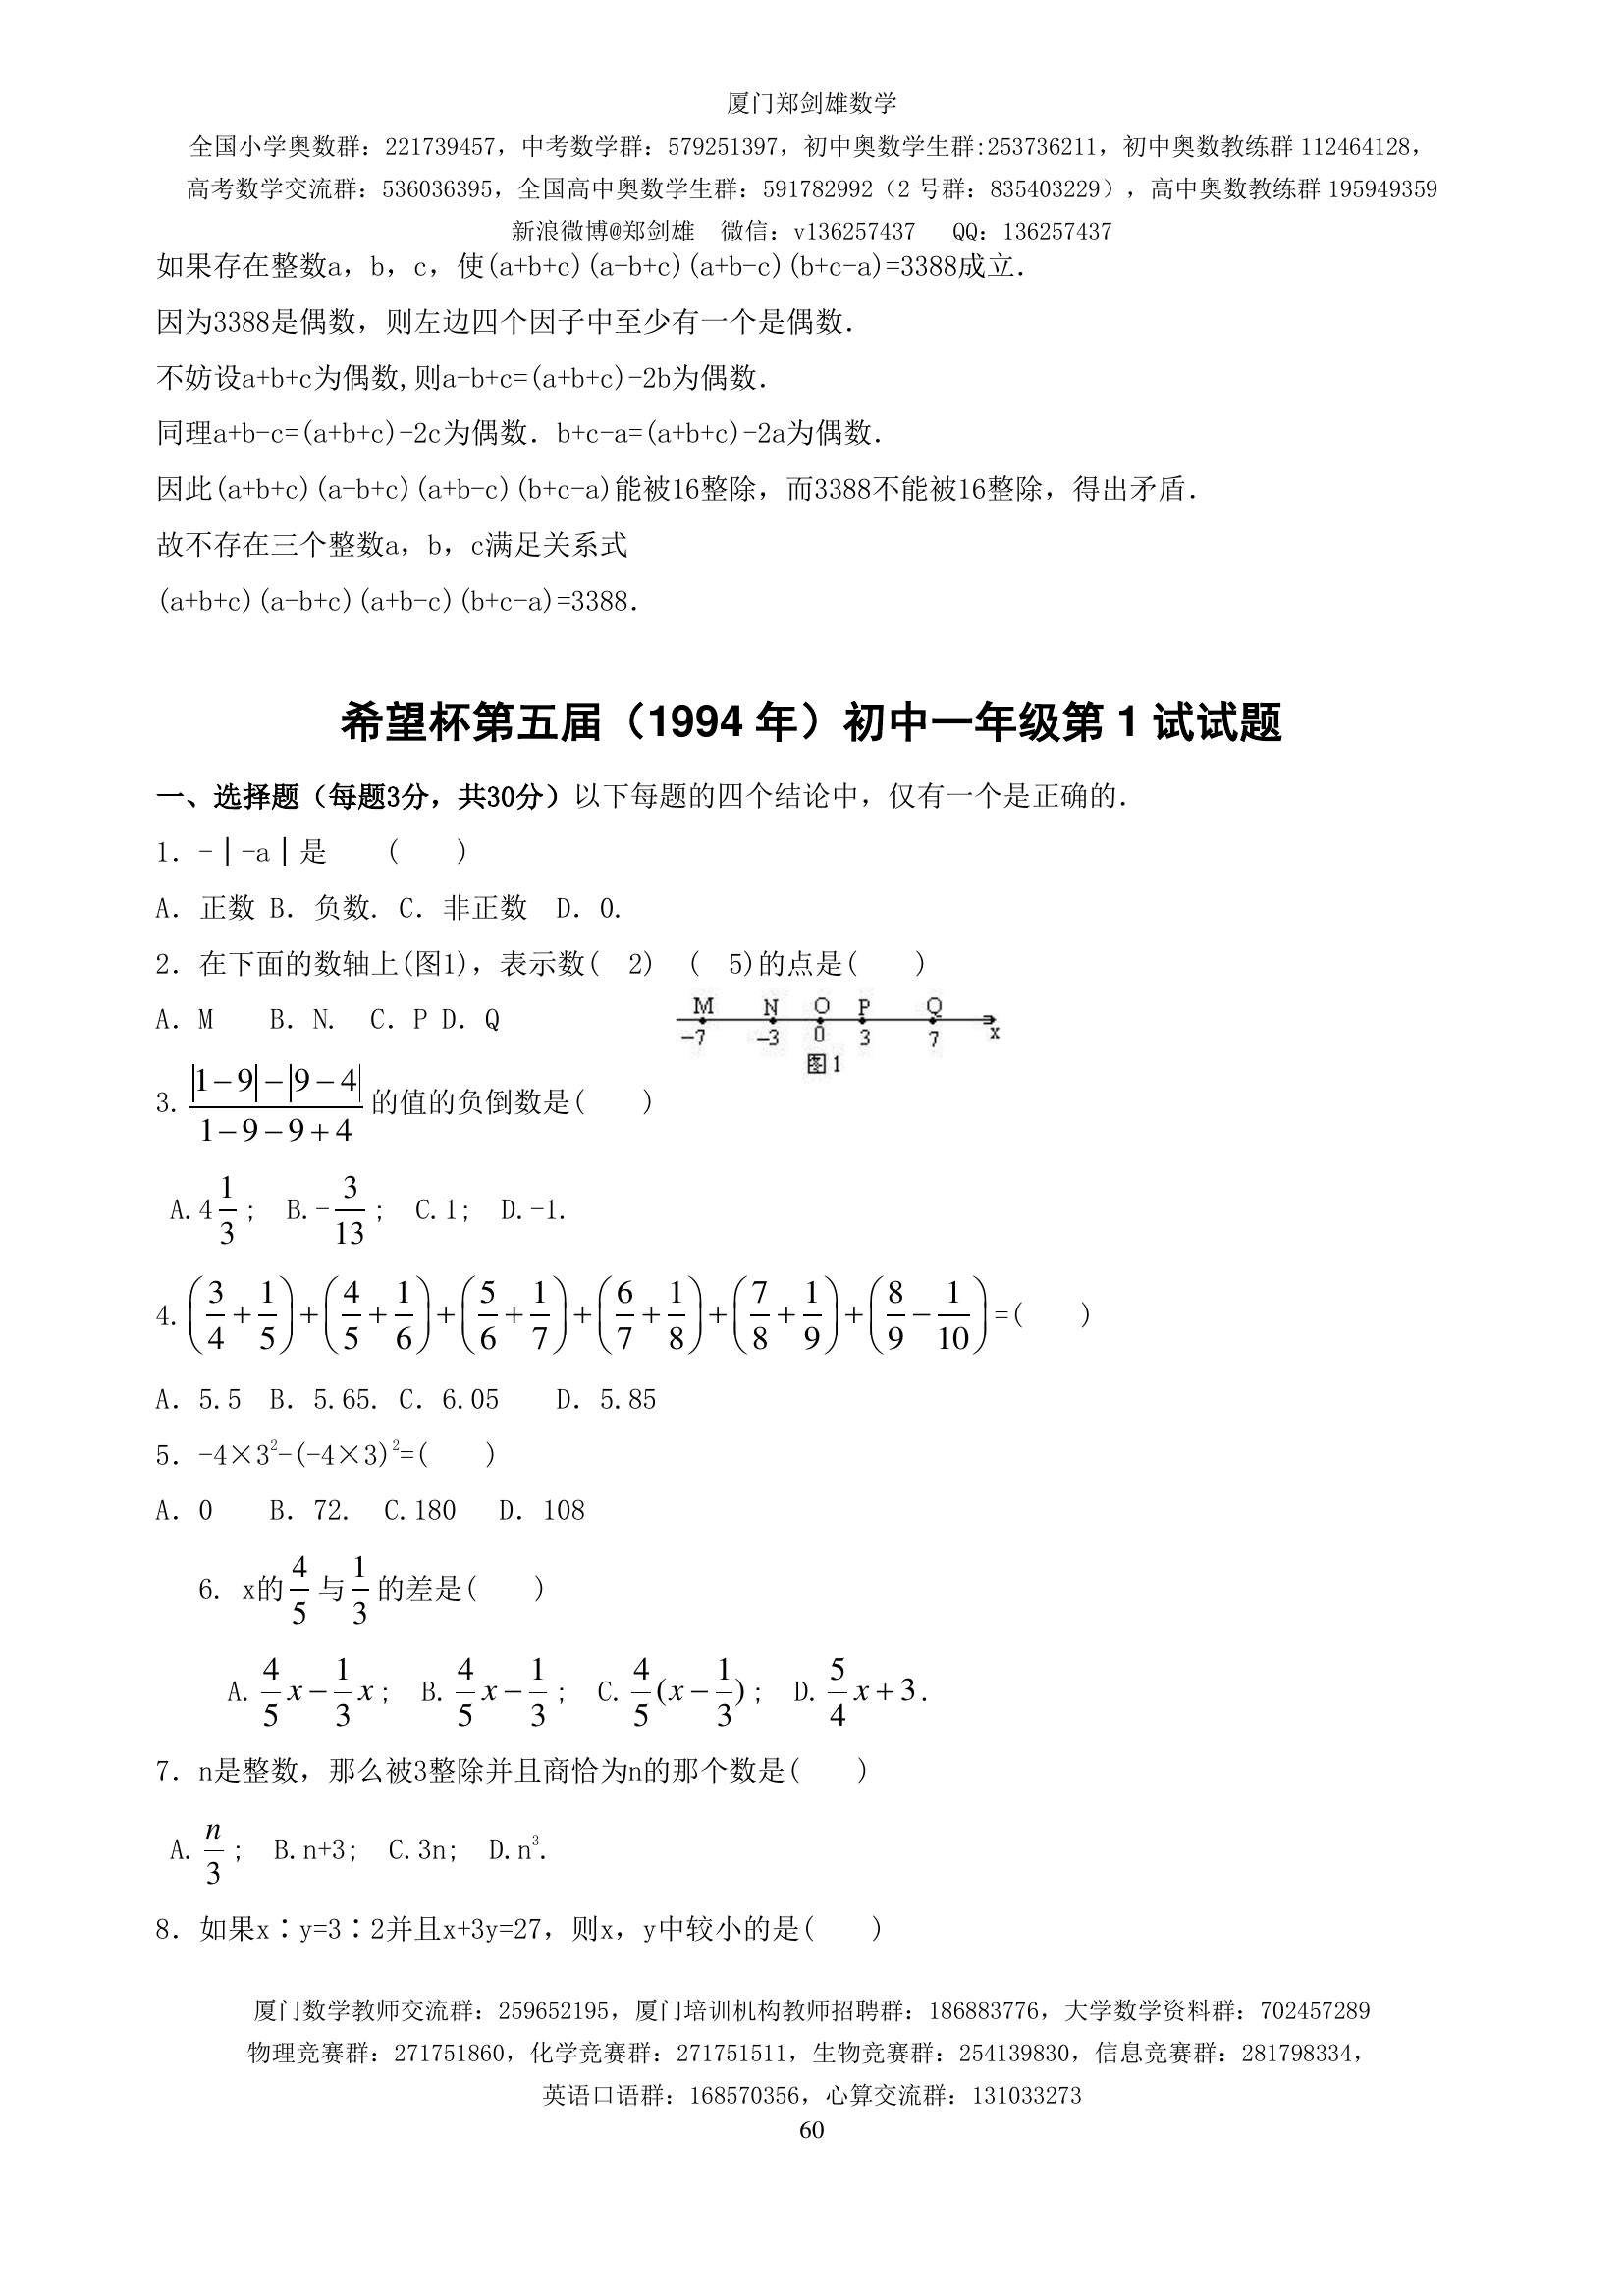 厦门郑剑雄数学
全国小学奥数群：221739457，中考数学群：579251397，初中奥数学生群:253736211，初中奥数教练群 112464128，
高考数学交流群：536036395，全国高中奥数学生群：591782992（2 号群：835403229），高中奥数教练群 195949359
新浪微博@郑剑雄 微信：v136257437 QQ：136257437
如果存在整数a，b，c，使(a+b+c)(a-b+c)(a+b-c)(b+c-a)=3388成立．
因为3388是偶数，则左边四个因子中至少有一个是偶数．
不妨设a+b+c为偶数,则a-b+c=(a+b+c)-2b为偶数．
同理a+b-c=(a+b+c)-2c为偶数．b+c-a=(a+b+c)-2a为偶数．
因此(a+b+c)(a-b+c)(a+b-c)(b+c-a)能被16整除，而3388不能被16整除，得出矛盾．
故不存在三个整数a，b，c满足关系式
(a+b+c)(a-b+c)(a+b-c)(b+c-a)=3388．
希望杯第五届（1994 年）初中一年级第 1 试试题
一、选择题（每题3分，共30分）以下每题的四个结论中，仅有一个是正确的．
1．-│-a│是 ( )
A．正数 B．负数. C．非正数 D．0.
2．在下面的数轴上(图1)，表示数( 2) ( 5)的点是( )
A．M B．N. C．P D．Q
M N O P Q
-7 -3 0 3 7 x
图1
3. $\frac{|1-9|-|9-4|}{1-9-9+4}$ 的值的负倒数是( )
A.4$\frac{1}{3}$; B.-$\frac{3}{13}$; C.1; D.-1.
4. $\left(\frac{3}{4}+\frac{1}{5}\right)+\left(\frac{4}{5}+\frac{1}{6}\right)+\left(\frac{5}{6}+\frac{1}{7}\right)+\left(\frac{6}{7}+\frac{1}{8}\right)+\left(\frac{7}{8}+\frac{1}{9}\right)+\left(\frac{8}{9}-\frac{1}{10}\right)$=( )
A．5.5 B．5.65. C．6.05 D．5.85
5．-4×3²-(-4×3)²=( )
A．0 B．72. C.180 D．108
6. x的$\frac{4}{5}$与$\frac{1}{3}$的差是( )
A.$\frac{4}{5}x-\frac{1}{3}x$; B.$\frac{4}{5}x-\frac{1}{3}$; C.$\frac{4}{5}(x-\frac{1}{3})$; D.$\frac{5}{4}x+3$.
7．n是整数，那么被3整除并且商恰为n的那个数是( )
A.$\frac{n}{3}$; B.n+3; C.3n; D.n³.
8．如果x∶y=3∶2并且x+3y=27，则x，y中较小的是( )
厦门数学教师交流群：259652195，厦门培训机构教师招聘群：186883776，大学数学资料群：702457289
物理竞赛群：271751860，化学竞赛群：271751511，生物竞赛群：254139830，信息竞赛群：281798334，
英语口语群：168570356，心算交流群：131033273
60